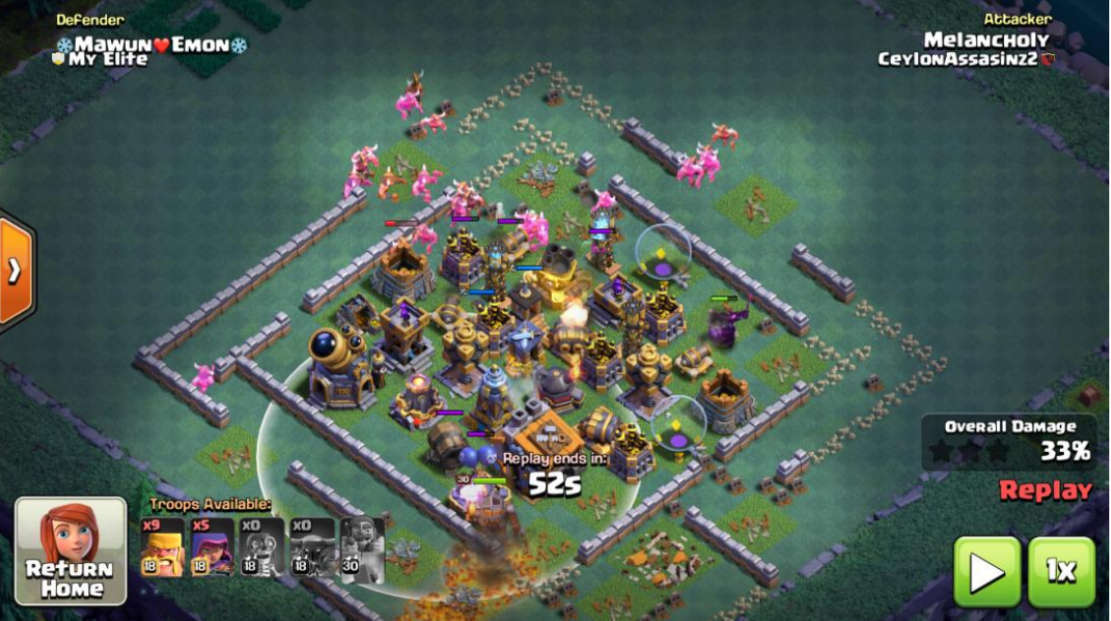 Defender
Mawun❤️Emon
My Elite
Attacker
Melancholy
CeylonAssasinz2
Overall Damage
33%
Replay
Replay ends in:
52s
30
Troops Available:
x9
x5
x0
x0
18
18
18
18
30
Return
Home
1x